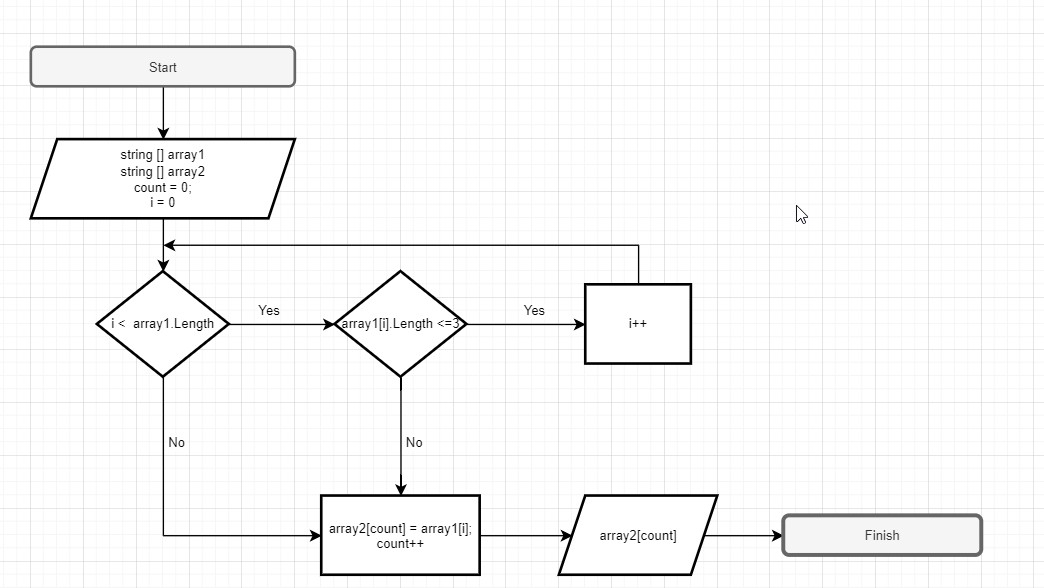 Start
string [] array1
string [] array2
count = 0;
i = 0
i <  array1.Length
Yes
array1[i].Length <=3
Yes
i++
No
No
array2[count] = array1[i];
count++
array2[count]
Finish